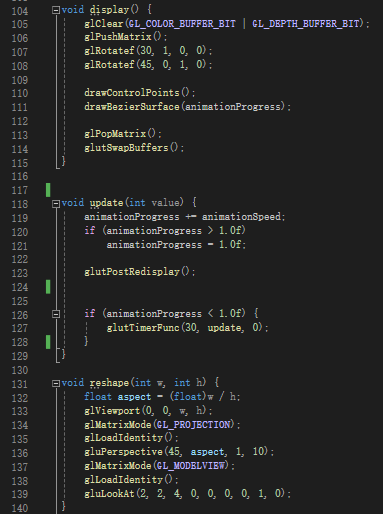 104 void display() {
105 glClear(GL_COLOR_BUFFER_BIT | GL_DEPTH_BUFFER_BIT);
106 glPushMatrix();
107 glRotatef(30, 1, 0, 0);
108 glRotatef(45, 0, 1, 0);
109
110 drawControlPoints();
111 drawBezierSurface(animationProgress);
112
113 glPopMatrix();
114 glutSwapBuffers();
115 }
116
117
118 void update(int value) {
119 animationProgress += animationSpeed;
120 if (animationProgress > 1.0f)
121 animationProgress = 1.0f;
122
123 glutPostRedisplay();
124
125
126 if (animationProgress < 1.0f) {
127 glutTimerFunc(30, update, 0);
128 }
129 }
130
131 void reshape(int w, int h) {
132 float aspect = (float)w / h;
133 glViewport(0, 0, w, h);
134 glMatrixMode(GL_PROJECTION);
135 glLoadIdentity();
136 gluPerspective(45, aspect, 1, 10);
137 glMatrixMode(GL_MODELVIEW);
138 glLoadIdentity();
139 gluLookAt(2, 2, 4, 0, 0, 0, 0, 1, 0);
140 }